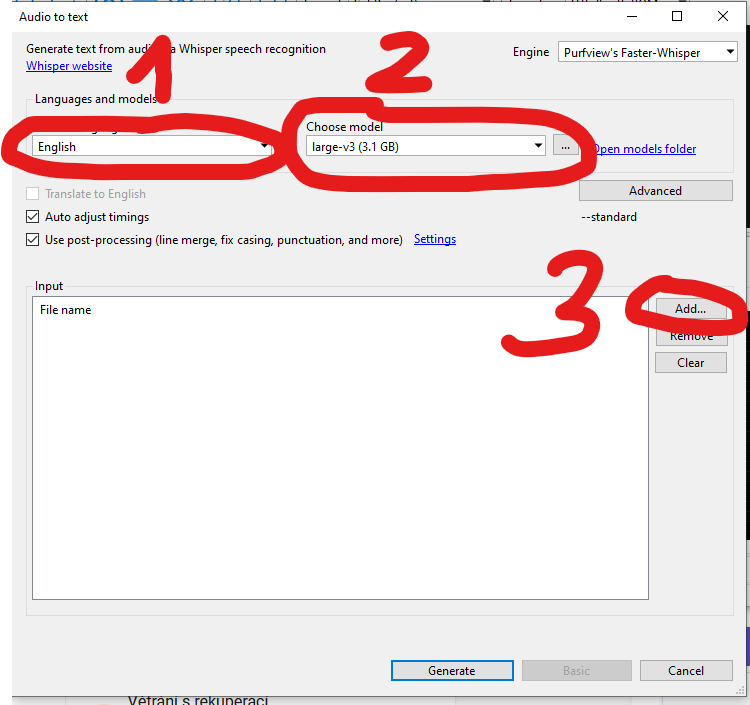 Audio to text
Generate text from audi a Whisper speech recognition
Whisper website
Engine
Purfview's Faster-Whisper
1
2
Languages and models
English
Choose model
large-v3 (3.1 GB)
...
Open models folder
Translate to English
Advanced
Auto adjust timings
--standard
Use post-processing (line merge, fix casing, punctuation, and more) Settings
Input
File name
3
Add...
Remove
Clear
Generate
Basic
Cancel
Větrání s rekuperací